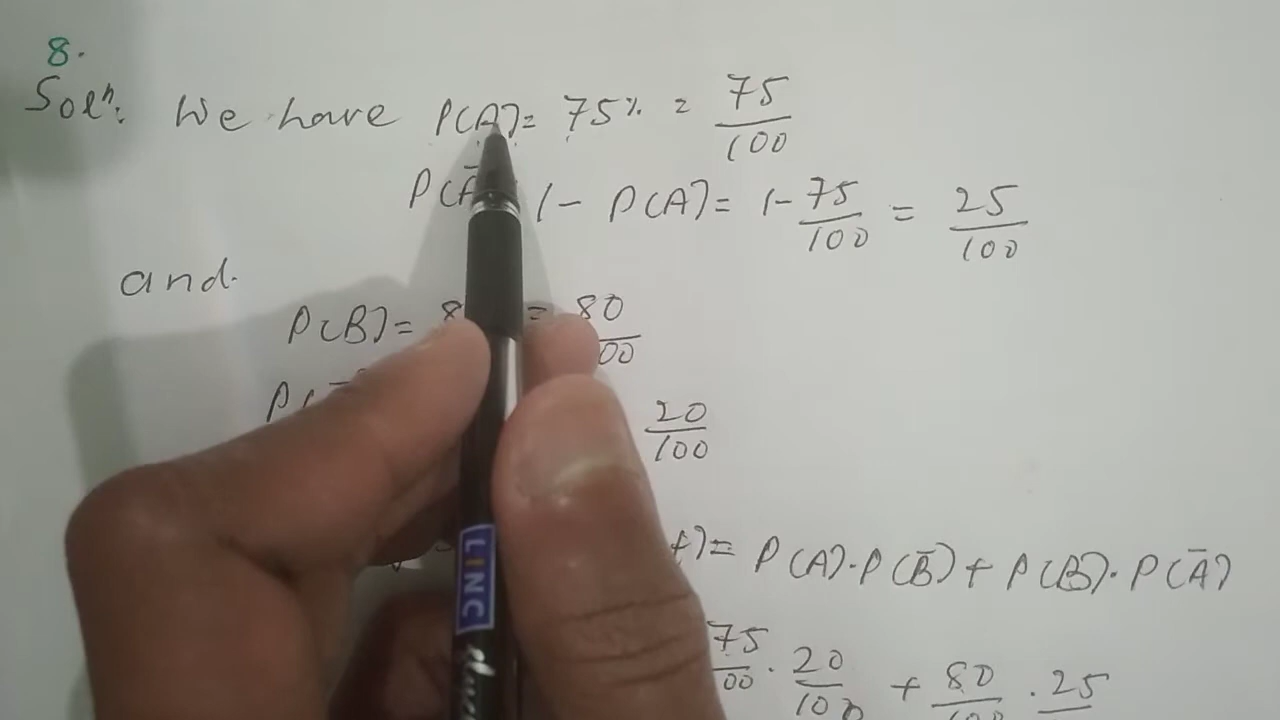 8.
Solⁿ: We have P(A) = 75% = 75/100
1 - P(A) = 1 - 75/100 = 25/100
and
P(B) = 80/100
20/100
= P(A)·P(B̄) + P(B)·P(Ā)
75 · 20/100 + 80/100 · 25
LINC